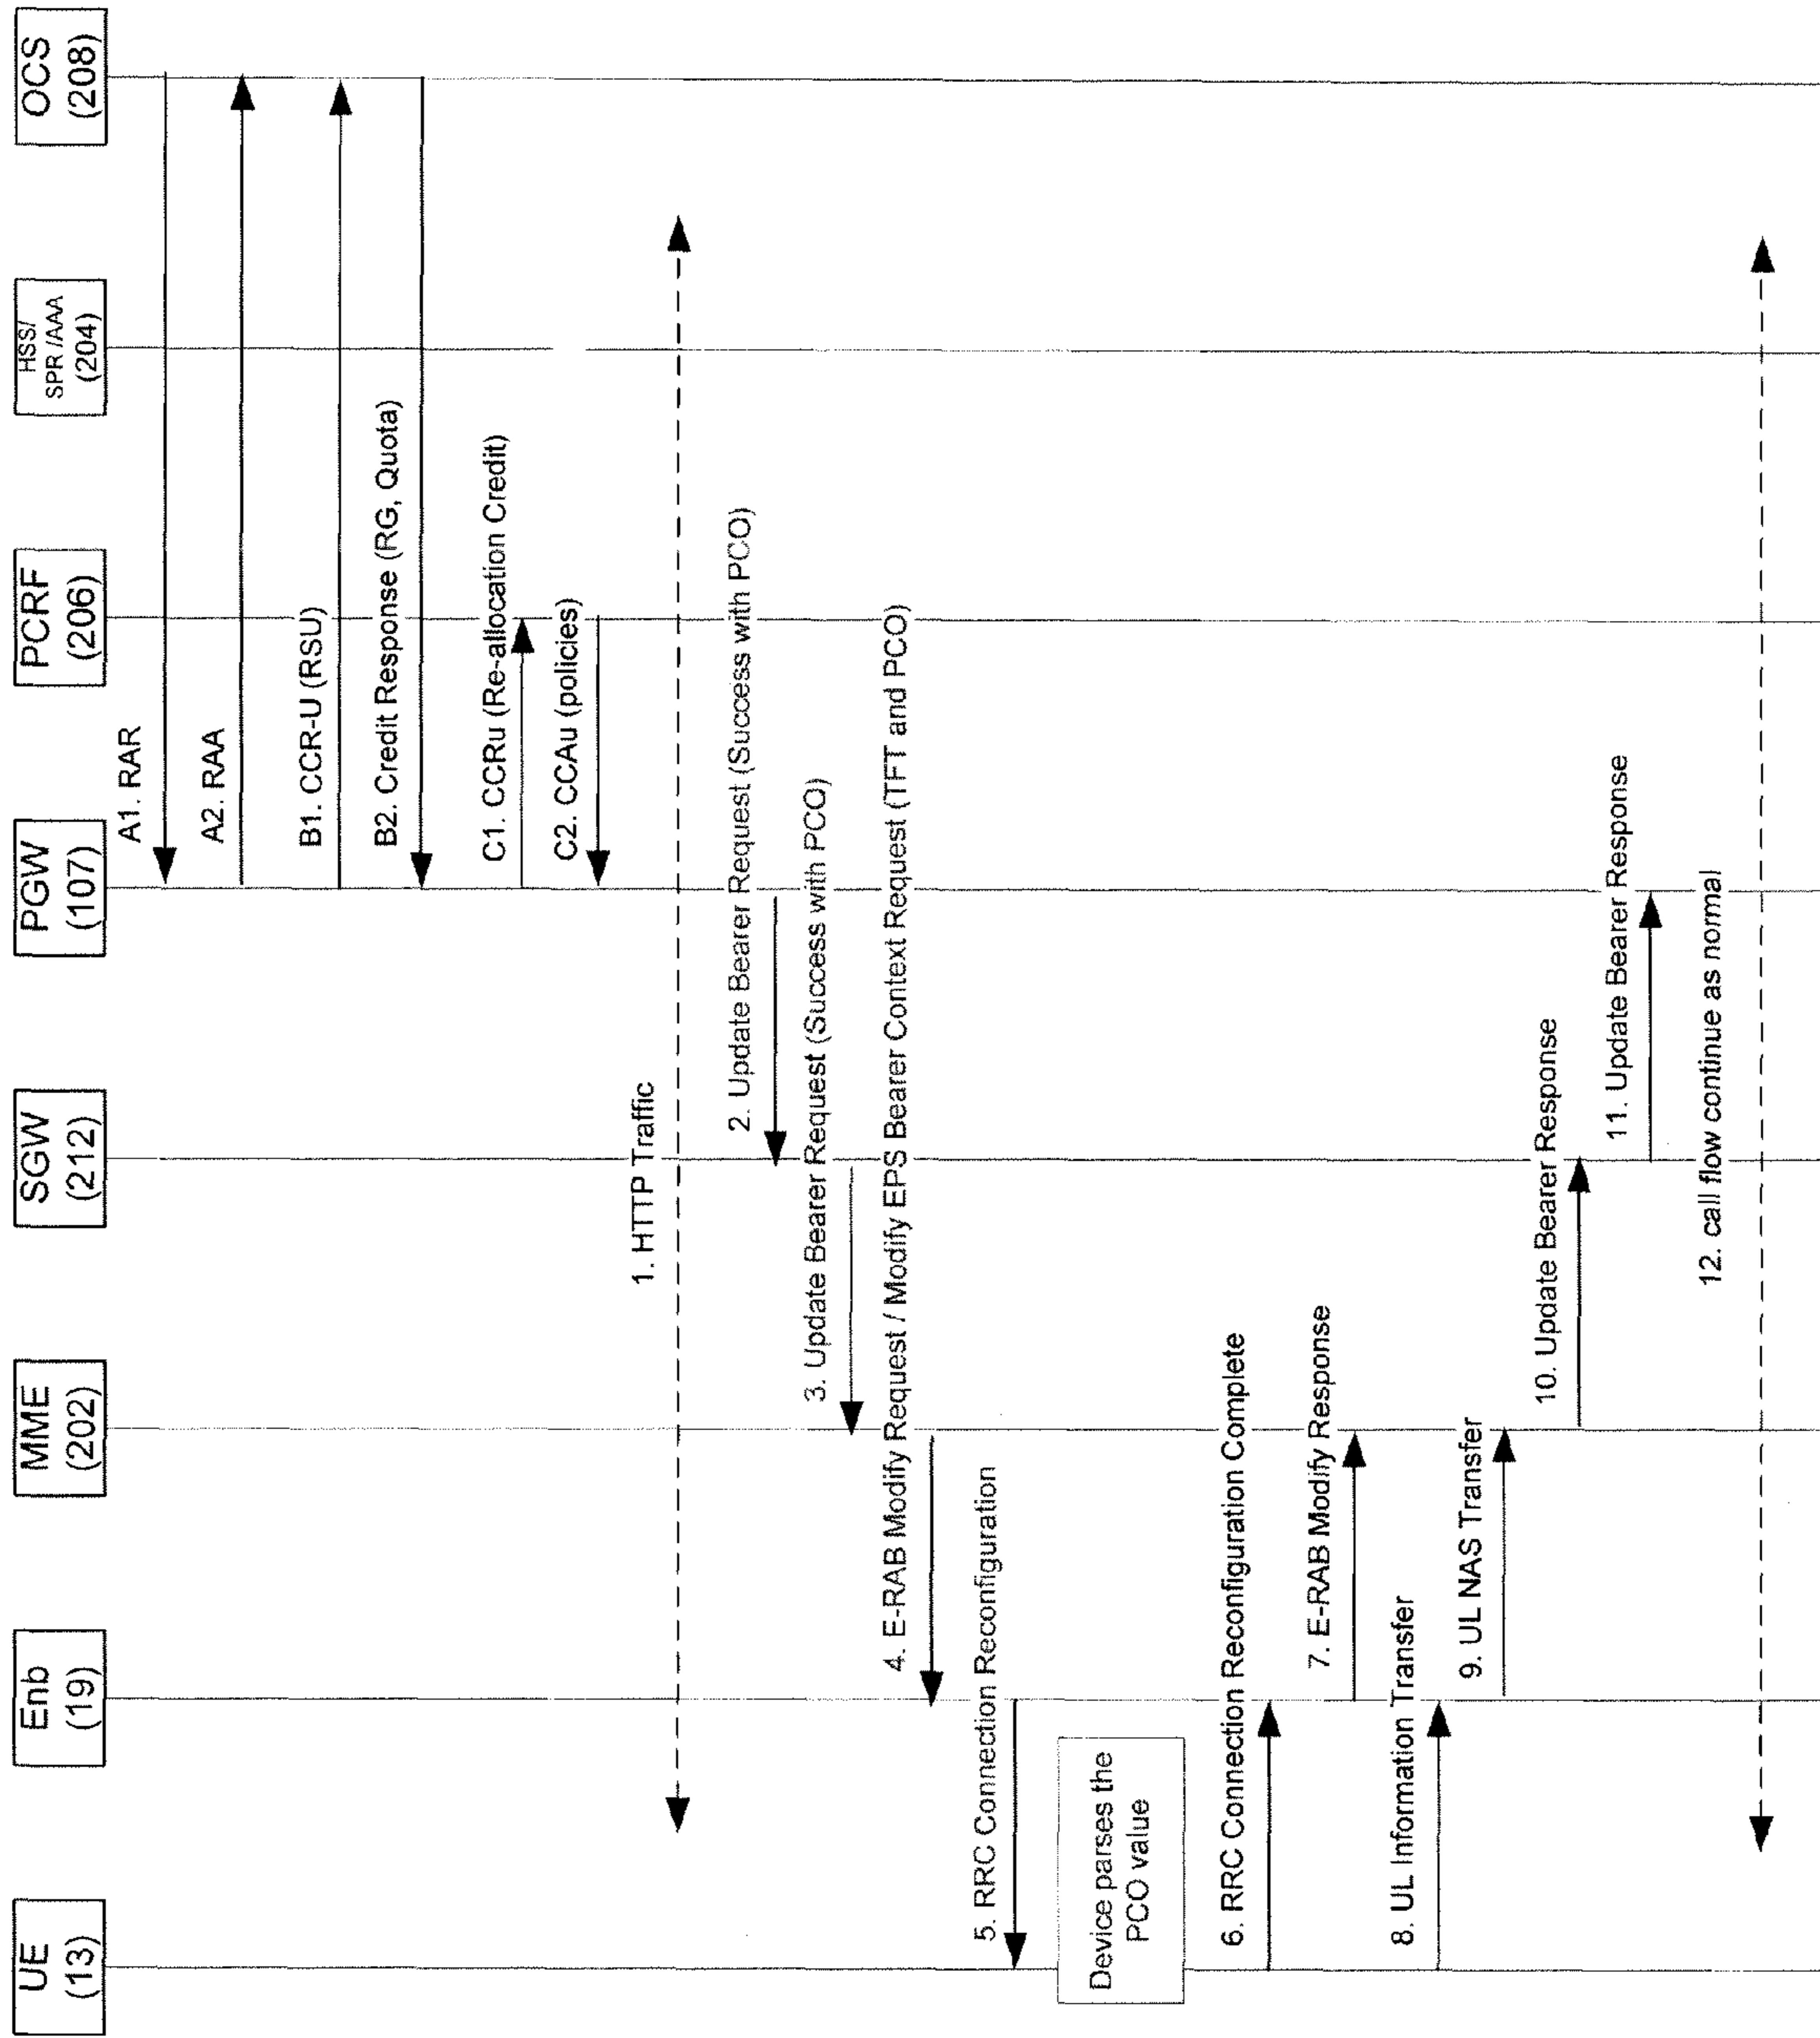 UE
(13)
Enb
(19)
MME
(202)
SGW
(212)
PGW
(107)
PCRF
(206)
HSS/
SPR /AAA
(204)
OCS
(208)
A1. RAR
A2. RAA
B1. CCR-U (RSU)
B2. Credit Response (RG, Quota)
C1. CCRu (Re-allocation Credit)
C2. CCAu (policies)
1. HTTP Traffic
2. Update Bearer Request (Success with PCO)
3. Update Bearer Request (Success with PCO)
4. E-RAB Modify Request / Modify EPS Bearer Context Request (TFT and PCO)
5. RRC Connection Reconfiguration
Device parses the
PCO value
6. RRC Connection Reconfiguration Complete
7. E-RAB Modify Response
8. UL Information Transfer
9. UL NAS Transfer
10. Update Bearer Response
11. Update Bearer Response
12. call flow continue as normal